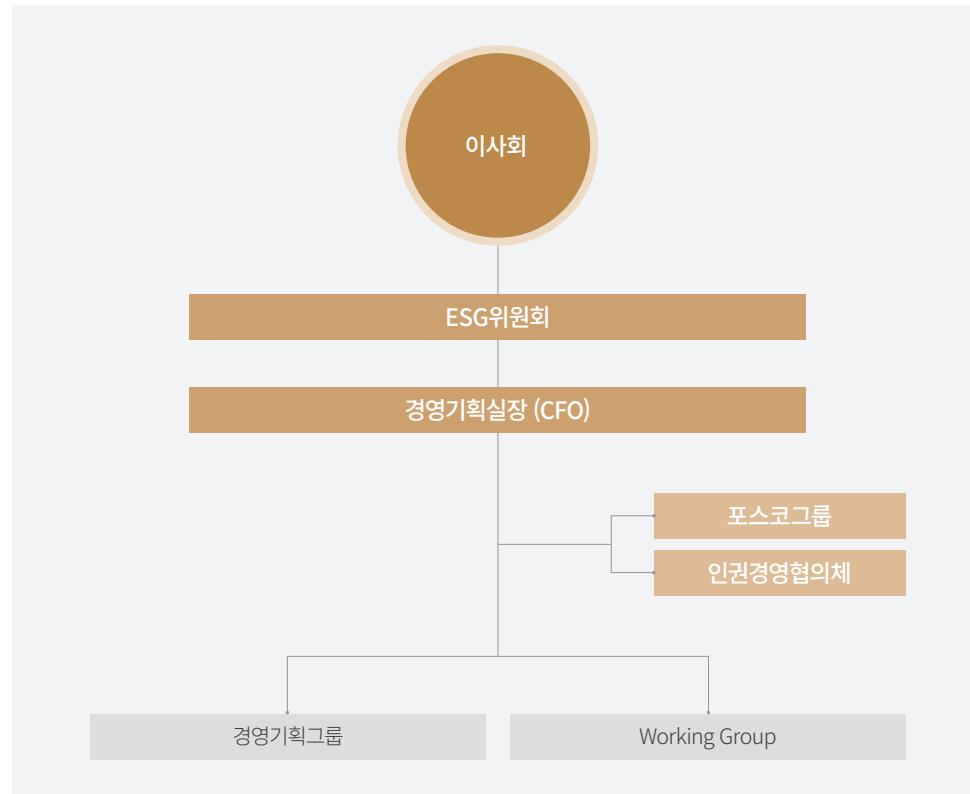 이사회
ESG위원회
경영기획실장 (CFO)
포스코그룹
인권경영협의체
경영기획그룹
Working Group